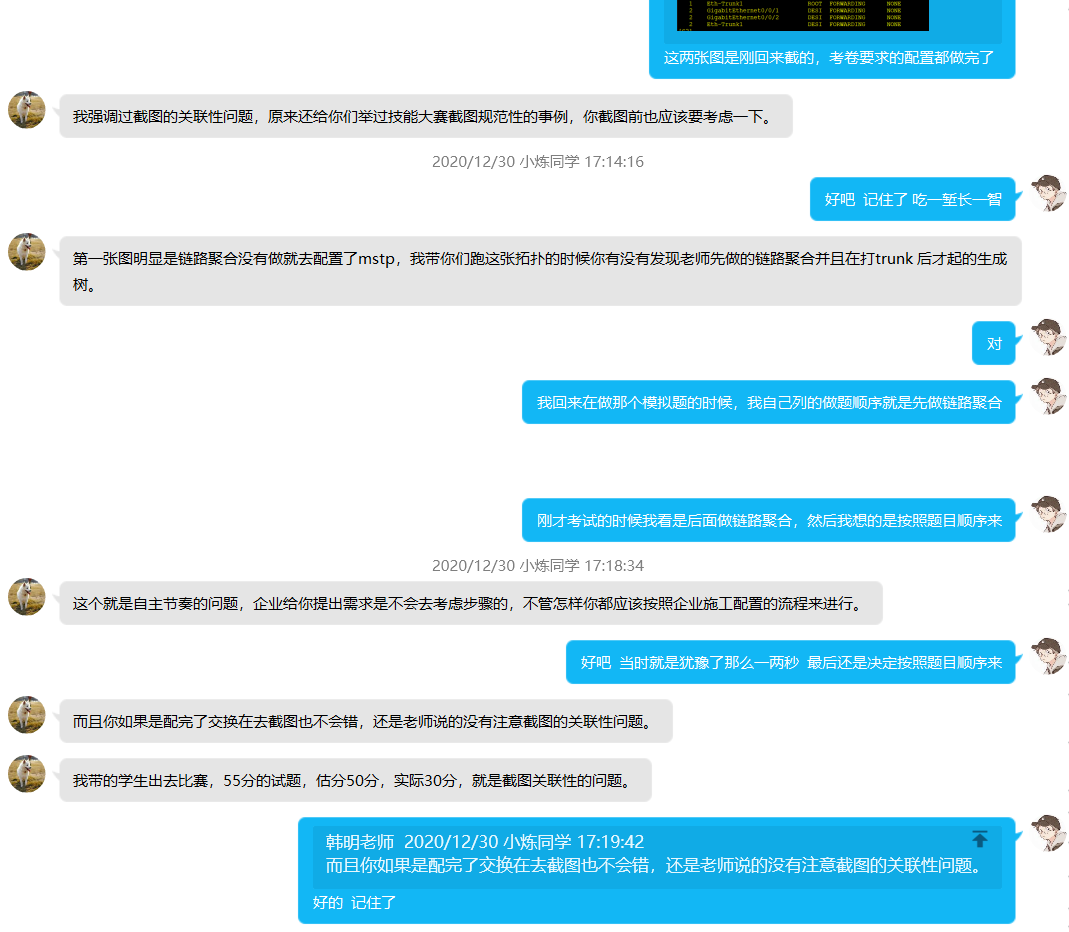 1 Eth-Trunk1 ROOT FORWARDING NONE
2 GigabitEthernet0/0/1 DESI FORWARDING NONE
2 GigabitEthernet0/0/2 DESI FORWARDING NONE
2 Eth-Trunk1 DESI FORWARDING NONE
这两张图是刚回来截的，考卷要求的配置都做完了
我强调过截图的关联性问题，原来还给你们举过技能大赛截图规范性的事例，你截图前也应该要考虑一下。
2020/12/30 小炼同学 17:14:16
好吧 记住了 吃一堑长一智
第一张图明显是链路聚合没有做就去配置了mstp，我带你们跑这张拓扑的时候你有没有发现老师先做的链路聚合并且在打trunk 后才起的生成
树。
对
我回来在做那个模拟题的时候，我自己列的做题顺序就是先做链路聚合
刚才考试的时候我看是后面做链路聚合，然后我想的是按照题目顺序来
2020/12/30 小炼同学 17:18:34
这个就是自主节奏的问题，企业给你提出需求是不会去考虑步骤的，不管怎样你都应该按照企业施工配置的流程来进行。
好吧 当时就是犹豫了那么一两秒 最后还是决定按照题目顺序来
而且你如果是配完了交换在去截图也不会错，还是老师说的没有注意截图的关联性问题。
我带的学生出去比赛，55分的试题，估分50分，实际30分，就是截图关联性的问题。
韩明老师 2020/12/30 小炼同学 17:19:42
而且你如果是配完了交换在去截图也不会错，还是老师说的没有注意截图的关联性问题。
好的 记住了